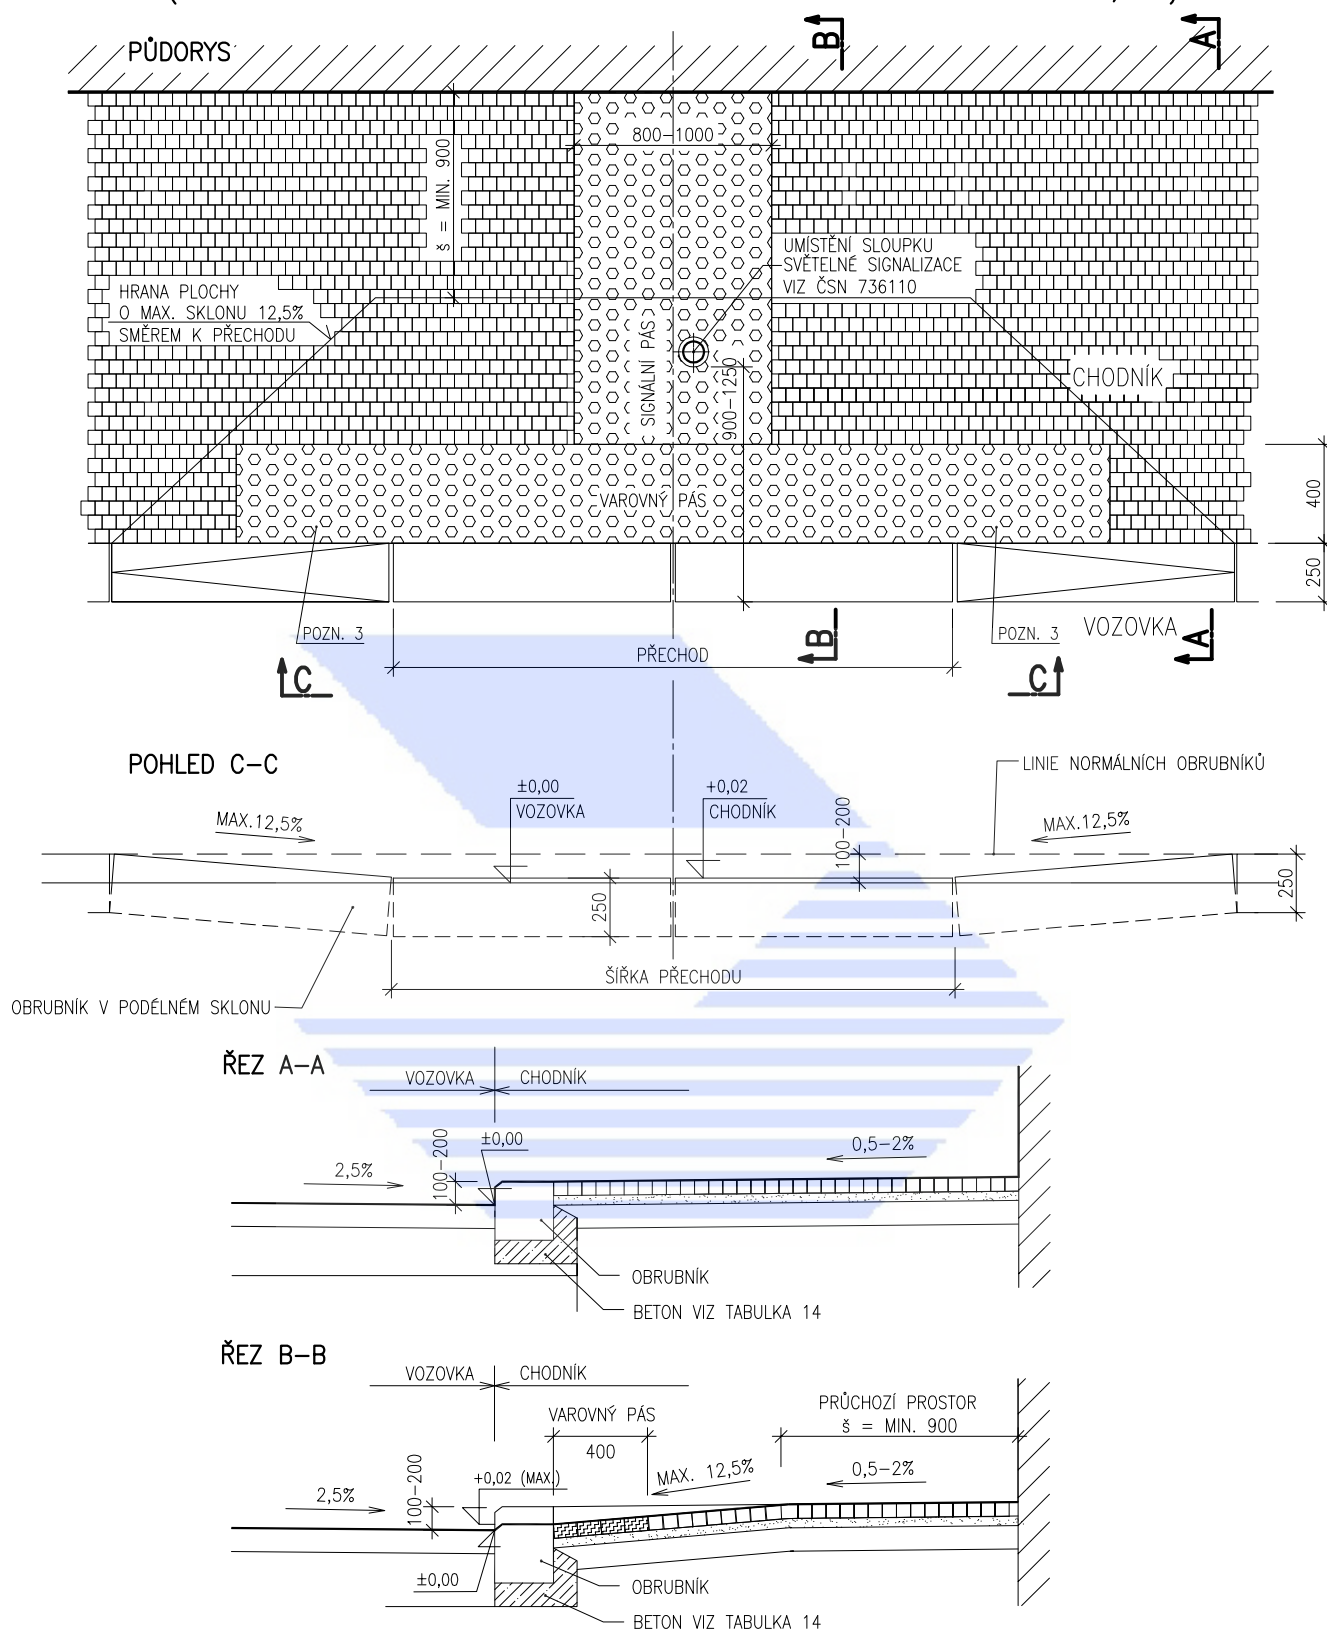 PŮDORYS
B
A
800-1000
š = MIN. 900
UMÍSTĚNÍ SLOUPKU
SVĚTELNÉ SIGNALIZACE
VIZ ČSN 736110
HRANA PLOCHY
O MAX. SKLONU 12,5%
SMĚREM K PŘECHODU
SIGNÁLNÍ PÁS
900-1250
CHODNÍK
VAROVNÝ PÁS
400
250
POZN. 3
POZN. 3
VOZOVKA
B
A
PŘECHOD
C
C
POHLED C-C
LINIE NORMÁLNÍCH OBRUBNÍKŮ
±0,00
VOZOVKA
+0,02
CHODNÍK
MAX.12,5%
MAX.12,5%
100-200
250
250
ŠÍŘKA PŘECHODU
OBRUBNÍK V PODÉLNÉM SKLONU
ŘEZ A-A
VOZOVKA
CHODNÍK
±0,00
0,5-2%
2,5%
100-200
OBRUBNÍK
BETON VIZ TABULKA 14
ŘEZ B-B
VOZOVKA
CHODNÍK
VAROVNÝ PÁS
400
PRŮCHOZÍ PROSTOR
š = MIN. 900
+0,02 (MAX.)
MAX. 12,5%
0,5-2%
2,5%
100-200
±0,00
OBRUBNÍK
BETON VIZ TABULKA 14